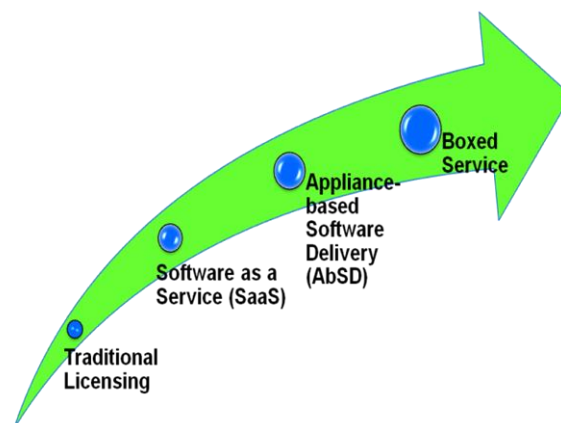 Traditional
Licensing
Software as a
Service (SaaS)
Appliance-
based
Software
Delivery
(AbSD)
Boxed
Service